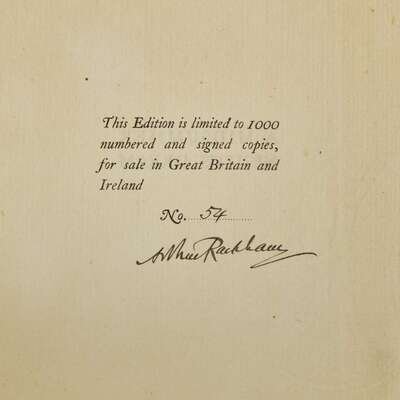 This Edition is limited to 1000
numbered and signed copies,
for sale in Great Britain and
Ireland
No. 54
Arthur Rackham